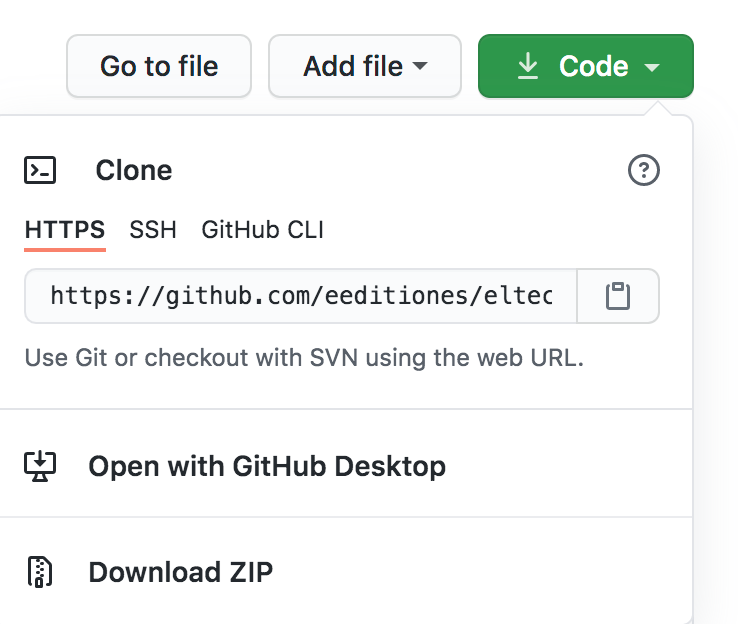 Go to file
Add file
Code
Clone
HTTPS SSH GitHub CLI
https://github.com/eeditiones/eltec
Use Git or checkout with SVN using the web URL.
Open with GitHub Desktop
Download ZIP